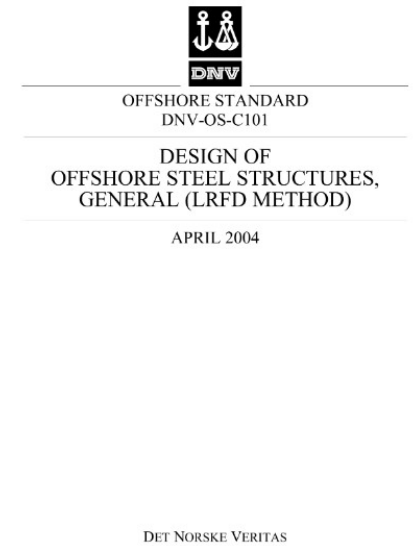 DNV
OFFSHORE STANDARD
DNV-OS-C101
DESIGN OF
OFFSHORE STEEL STRUCTURES,
GENERAL (LRFD METHOD)
APRIL 2004
DET NORSKE VERITAS